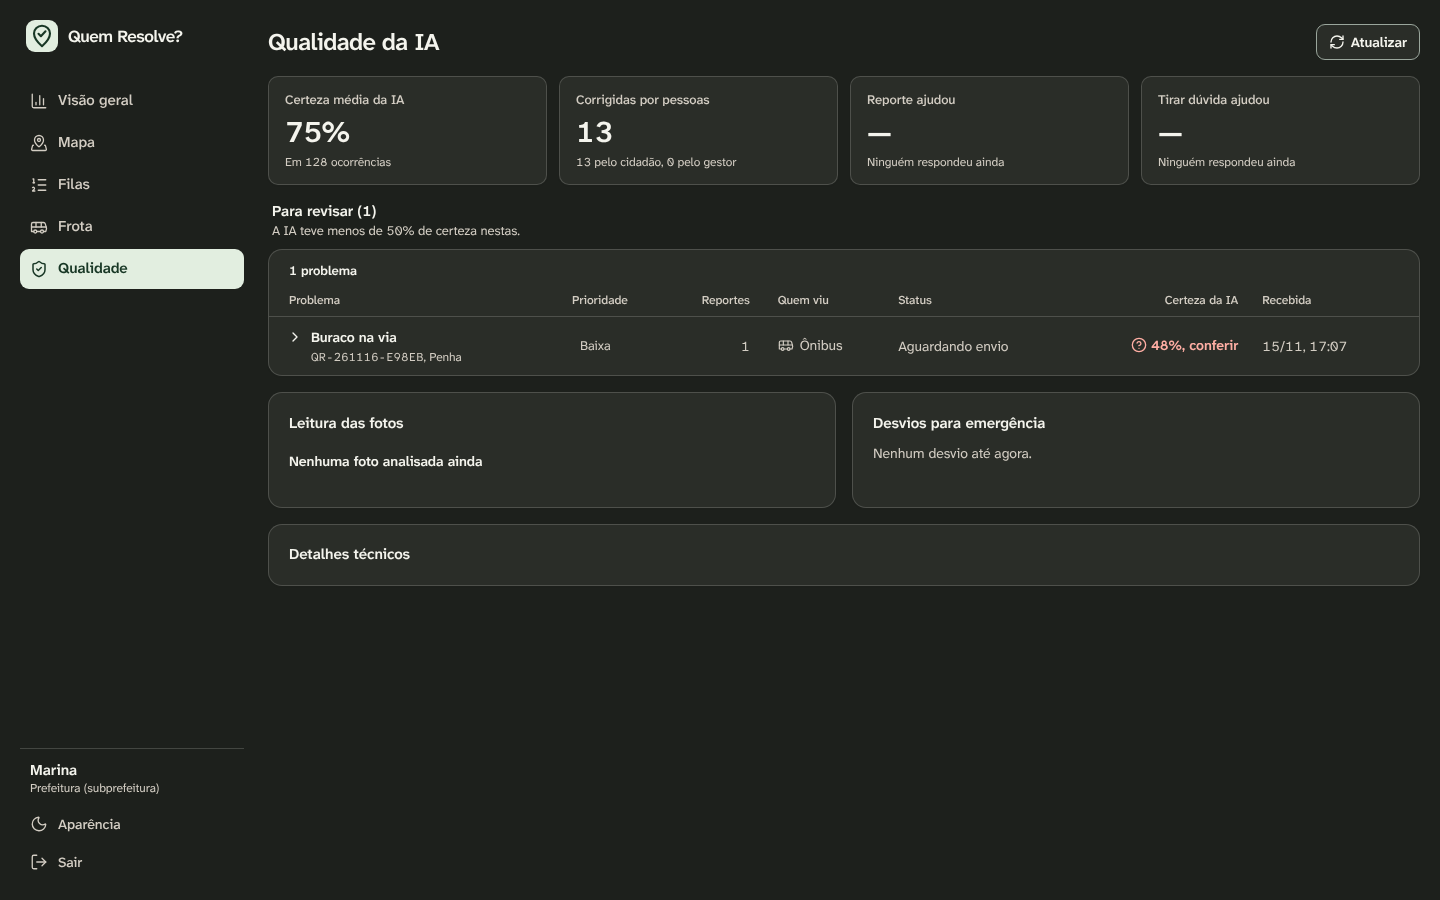 Quem Resolve?
Visão geral
Mapa
Filas
Frota
Qualidade
Marina
Prefeitura (subprefeitura)
Aparência
Sair
Qualidade da IA
Atualizar
Certeza média da IA
75%
Em 128 ocorrências
Corrigidas por pessoas
13
13 pelo cidadão, 0 pelo gestor
Reporte ajudou
—
Ninguém respondeu ainda
Tirar dúvida ajudou
—
Ninguém respondeu ainda
Para revisar (1)
A IA teve menos de 50% de certeza nestas.
1 problema
Problema Prioridade Reportes Quem viu Status Certeza da IA Recebida
Buraco na via
QR-261116-E98EB, Penha
Baixa 1 Ônibus Aguardando envio 48%, conferir 15/11, 17:07
Leitura das fotos
Nenhuma foto analisada ainda
Desvios para emergência
Nenhum desvio até agora.
Detalhes técnicos